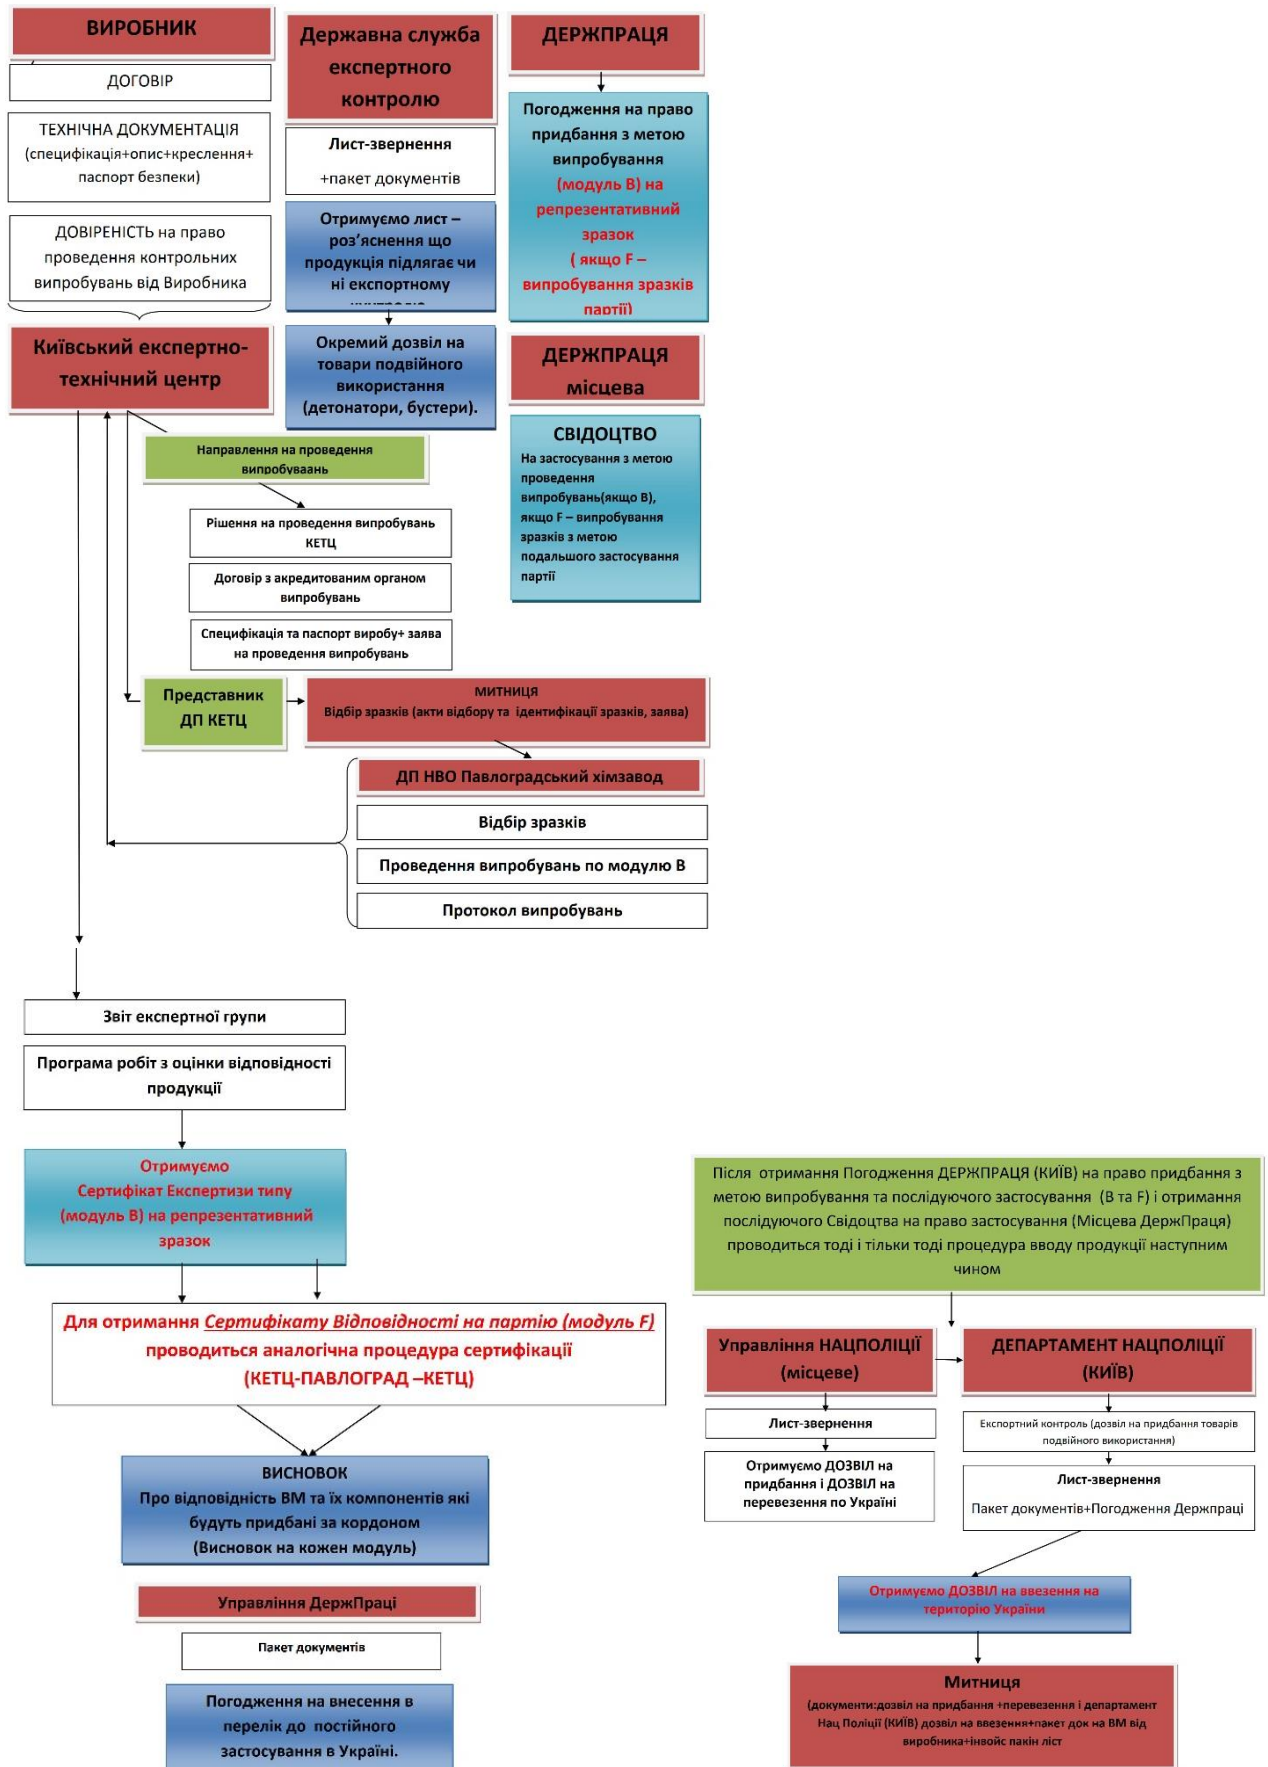 ВИРОБНИК
ДОГОВІР
ТЕХНІЧНА ДОКУМЕНТАЦІЯ
(специфікація+опис+креслення+
паспорт безпеки)
ДОВІРЕНІСТЬ на право
проведення контрольних
випробувань від Виробника
Київський експертно-
технічний центр
Державна служба
експертного
контролю
Лист-звернення
+пакет документів
Отримуємо лист –
роз’яснення що
продукція підлягає чи
ні експортному
Окремий дозвіл на
товари подвійного
використання
(детонатори, бустери).
ДЕРЖПРАЦЯ
Погодження на право
придбання з метою
випробування
(модуль В) на
репрезентативний
зразок
( якщо F –
випробування зразків
партії)
ДЕРЖПРАЦЯ
місцева
СВІДОЦТВО
На застосування з метою
проведення
випробувань(якщо В),
якщо F – випробування
зразків з метою
подальшого застосування
партії
Направлення на проведення
випробуваань
Рішення на проведення випробувань
КЕТЦ
Договір з акредитованим органом
випробувань
Специфікація та паспорт виробу+ заява
на проведення випробувань
Представник
ДП КЕТЦ
МИТНИЦЯ
Відбір зразків (акти відбору та ідентифікації зразків, заява)
ДП НВО Павлоградський хімзавод
Відбір зразків
Проведення випробувань по модулю В
Протокол випробувань
Звіт експертної групи
Програма робіт з оцінки відповідності
продукції
Отримуємо
Сертифікат Експертизи типу
(модуль В) на репрезентативний
зразок
Для отримання Сертифікату Відповідності на партію (модуль F)
проводиться аналогічна процедура сертифікації
(КЕТЦ-ПАВЛОГРАД –КЕТЦ)
ВИСНОВОК
Про відповідність ВМ та їх компонентів які
будуть придбані за кордоном
(Висновок на кожен модуль)
Управління ДержПраці
Пакет документів
Погодження на внесення в
перелік до постійного
застосування в Україні.
Після отримання Погодження ДЕРЖПРАЦЯ (КИЇВ) на право придбання з
метою випробування та послідуючого застосування (В та F) і отримання
послідуючого Свідоцтва на право застосування (Місцева ДержПраця)
проводиться тоді і тільки тоді процедура вводу продукції наступним
чином
Управління НАЦПОЛІЦІЇ
(місцеве)
Лист-звернення
Отримуємо ДОЗВІЛ на
придбання і ДОЗВІЛ на
перевезення по Україні
ДЕПАРТАМЕНТ НАЦПОЛІЦІЇ
(КИЇВ)
Експортний контроль (дозвіл на придбання товарів
подвійного використання)
Лист-звернення
Пакет документів+Погодження Держпраці
Отримуємо ДОЗВІЛ на ввезення на
територію України
Митниця
(документи:дозвіл на придбання +перевезення і департамент
Нац Поліції (КИЇВ) дозвіл на ввезення+пакет док на ВМ від
виробника+інвойс пакін ліст